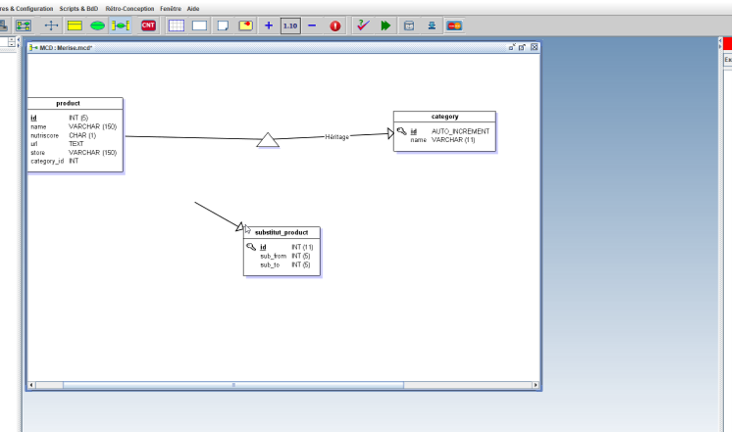 res & Configuration Scripts & BdD Rétro-Conception Fenêtre Aide
CNT 1.10
MCD : Merise.mcd*
Ex
product
id INT (5)
name VARCHAR (150)
nutriscore CHAR (1)
url TEXT
store VARCHAR (150)
category_id INT
Héritage
category
id AUTO_INCREMENT
name VARCHAR (11)
substitut_product
id INT (11)
sub_from INT (5)
sub_to INT (5)